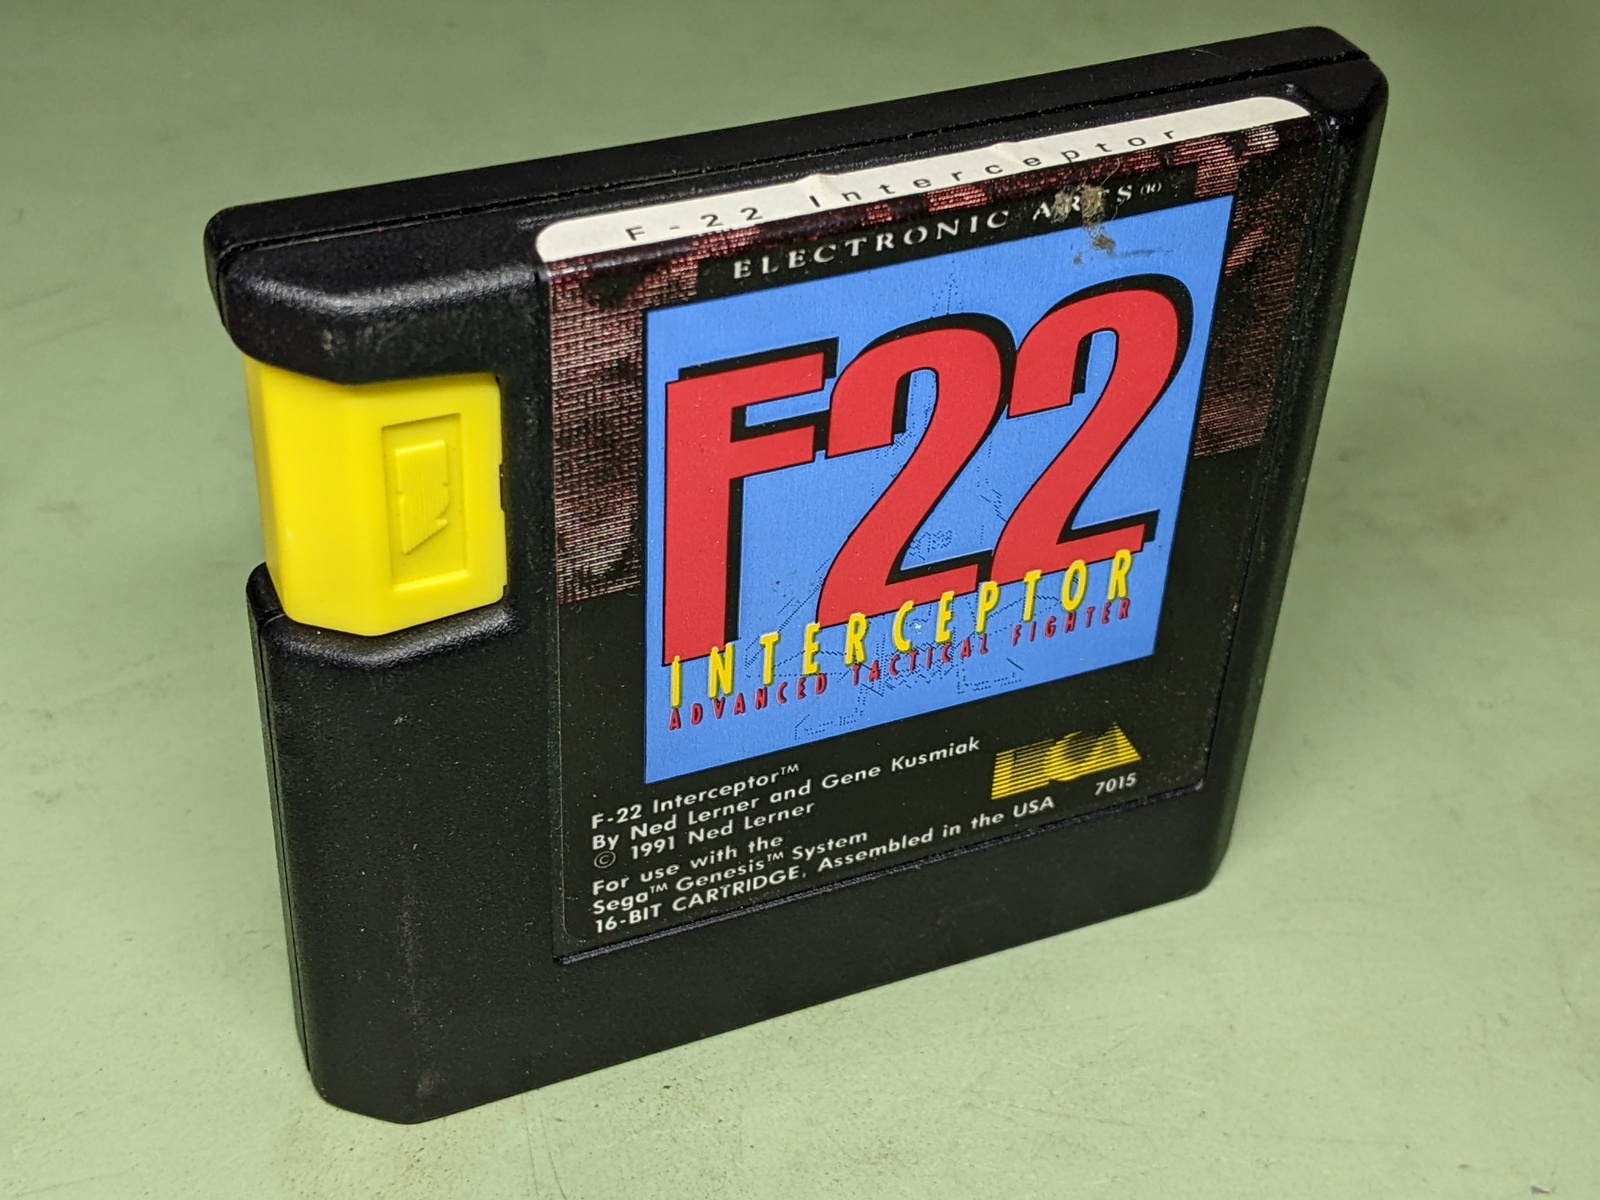 F-22 Interceptor
ELECTRONIC ARTS(R)
F22
INTERCEPTOR
ADVANCED TACTICAL FIGHTER
F-22 Interceptor™
By Ned Lerner and Gene Kusmiak
© 1991 Ned Lerner
For use with the
Sega™ Genesis™ System
16-BIT CARTRIDGE, Assembled in the USA
EA
7015